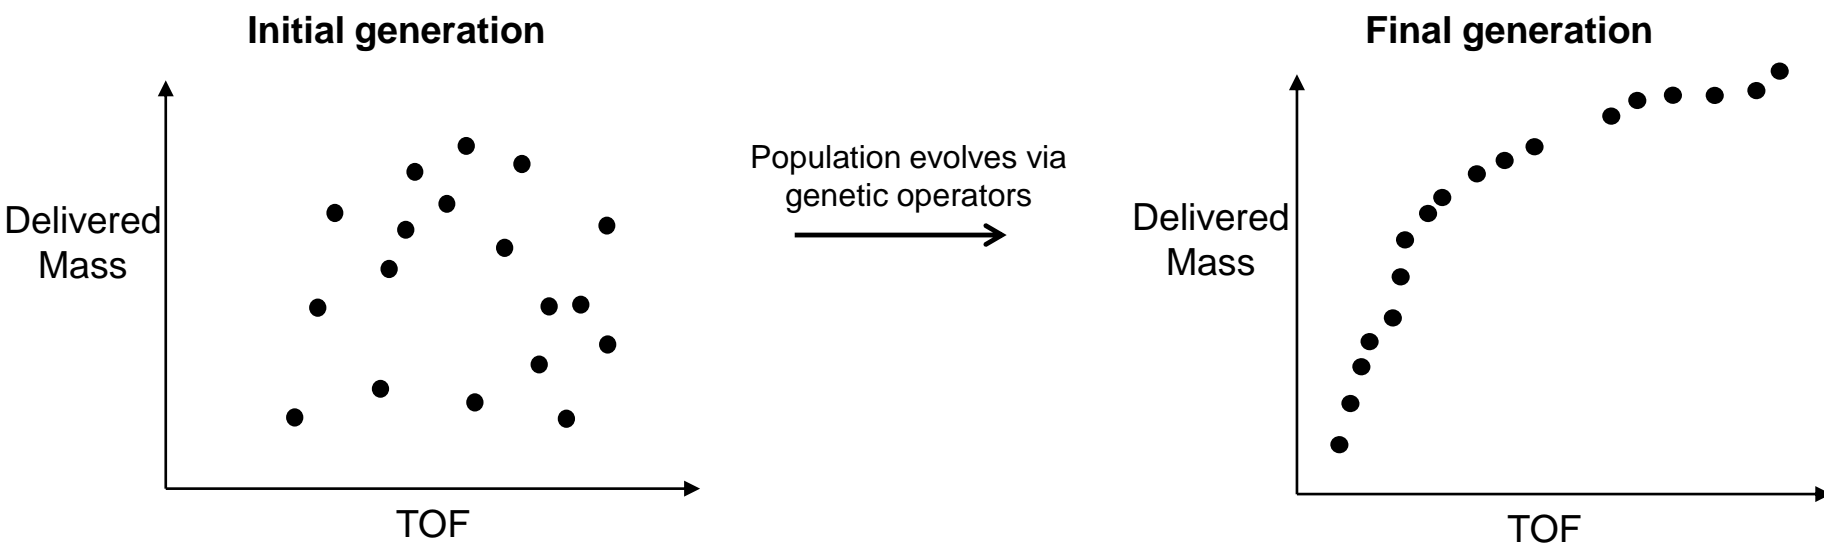 Initial generation
Delivered
Mass
TOF
Population evolves via
genetic operators
Final generation
Delivered
Mass
TOF